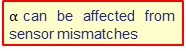 α can be affected from
sensor mismatches